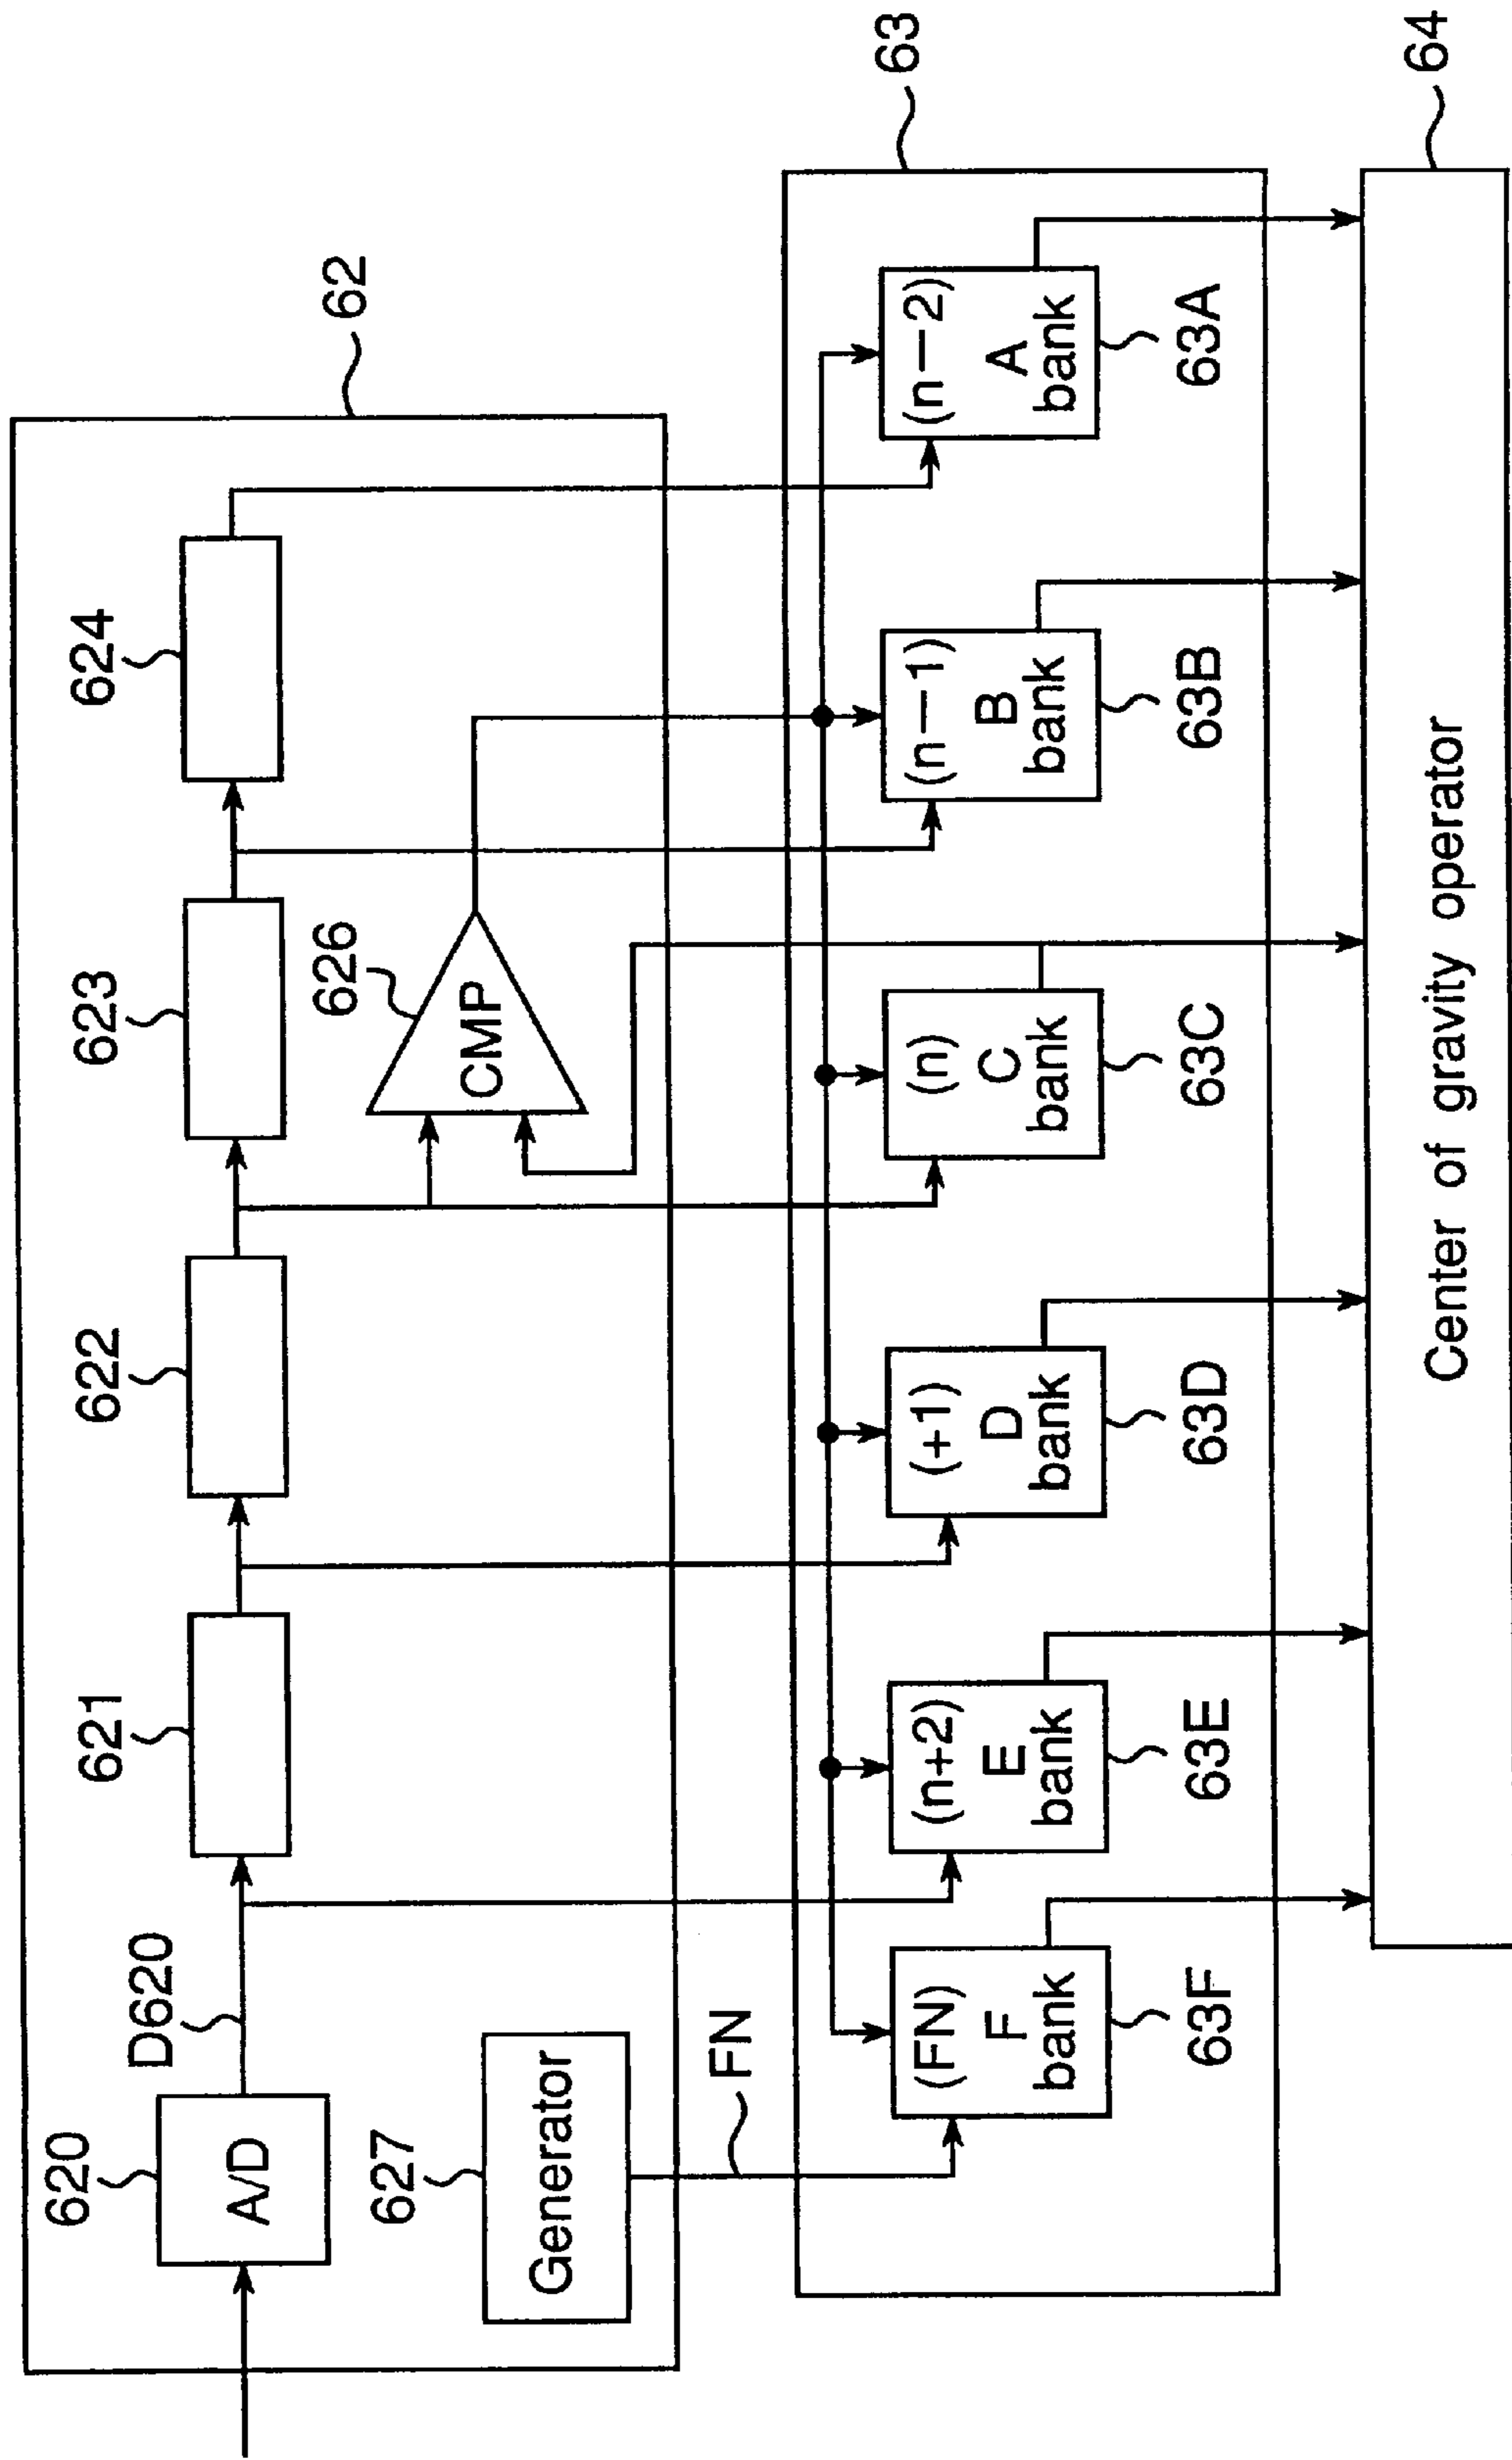 62
620
A/D
D620
621
622
623
624
627
Generator
626
CMP
FN
63
(FN)
F
bank
63F
(n+2)
E
bank
63E
(+1)
D
bank
63D
(n)
C
bank
63C
(n−1)
B
bank
63B
(n−2)
A
bank
63A
64
Center of gravity operator